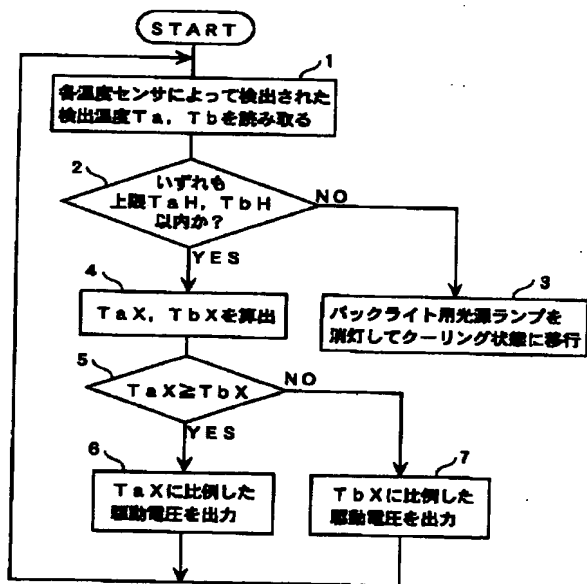 START
1
各温度センサによって検出された
検出温度Ta，Tbを読み取る
2
いずれも
上限TaH，TbH
以内か？
NO
YES
3
バックライト用光源ランプを
消灯してクーリング状態に移行
4
TaX，TbXを算出
5
TaX≧TbX
NO
YES
6
TaXに比例した
駆動電圧を出力
7
TbXに比例した
駆動電圧を出力